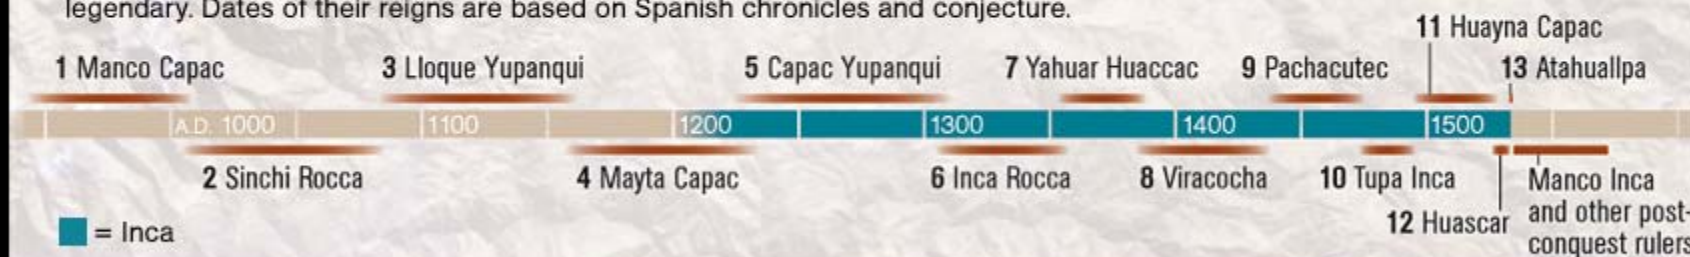 legendary. Dates of their reigns are based on Spanish chronicles and conjecture.
11 Huayna Capac
1 Manco Capac
3 Lloque Yupanqui
5 Capac Yupanqui
7 Yahuar Huaccac
9 Pachacutec
13 Atahuallpa
A.D. 1000
1100
1200
1300
1400
1500
2 Sinchi Rocca
4 Mayta Capac
6 Inca Rocca
8 Viracocha
10 Tupa Inca
12 Huascar
Manco Inca
and other post-
conquest rulers
= Inca